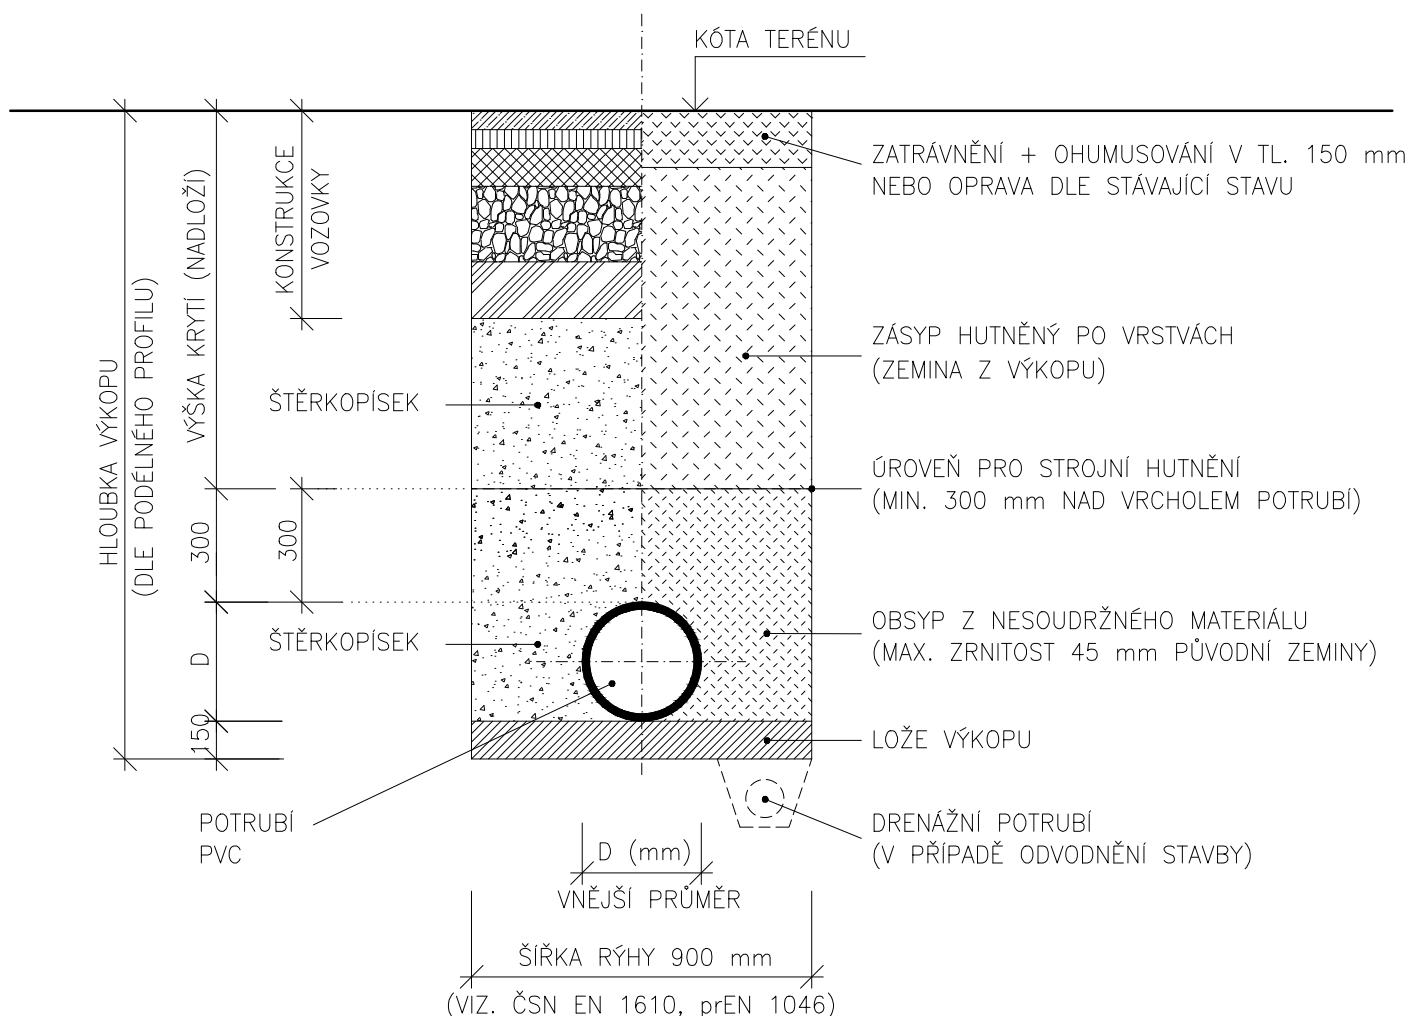 KÓTA TERÉNU
ZATRÁVNĚNÍ + OHUMUSOVÁNÍ V TL. 150 mm
NEBO OPRAVA DLE STÁVAJÍCÍ STAVU
KONSTRUKCE
VOZOVKY
VÝŠKA KRYTÍ (NADLOŽÍ)
HLOUBKA VÝKOPU
(DLE PODÉLNÉHO PROFILU)
ZÁSYP HUTNĚNÝ PO VRSTVÁCH
(ZEMINA Z VÝKOPU)
ŠTĚRKOPÍSEK
ÚROVEŇ PRO STROJNÍ HUTNĚNÍ
(MIN. 300 mm NAD VRCHOLEM POTRUBÍ)
300
300
OBSYP Z NESOUDRŽNÉHO MATERIÁLU
(MAX. ZRNITOST 45 mm PŮVODNÍ ZEMINY)
ŠTĚRKOPÍSEK
D
150
LOŽE VÝKOPU
POTRUBÍ
PVC
DRENÁŽNÍ POTRUBÍ
(V PŘÍPADĚ ODVODNĚNÍ STAVBY)
D (mm)
VNĚJŠÍ PRŮMĚR
ŠÍŘKA RÝHY 900 mm
(VIZ. ČSN EN 1610, prEN 1046)